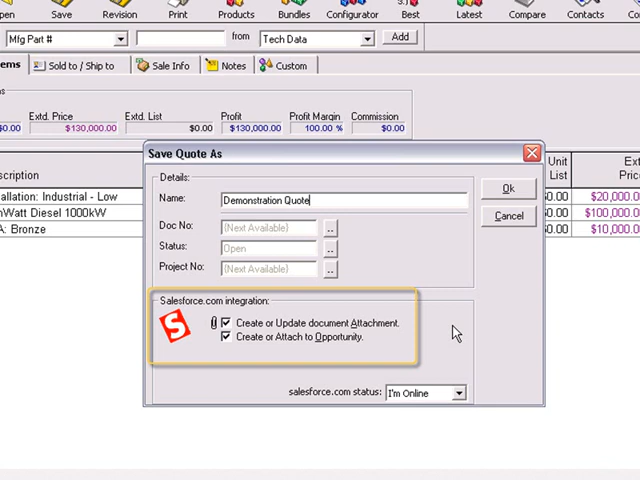 Save Revision Print Products Bundles Configurator Best Latest Compare Contacts
Mfg Part # from Tech Data Add
Sold to / Ship to Sale Info Notes Custom
Extd. Price Extd. List Profit Profit Margin Commission
$130,000.00 $0.00 $130,000.00 100.00 % $0.00
Save Quote As
Details:
Name: Demonstration Quote
Ok
Doc No: {Next Available} ..
Cancel
Status: Open ..
Project No: {Next Available} ..
Unit
List
$20,000.0
$100,000.0
$10,000.0
: Industrial - Low
Diesel 1000kW
: Bronze
Salesforce.com integration:
S
Create or Update document Attachment.
Create or Attach to Opportunity.
salesforce.com status: I'm Online